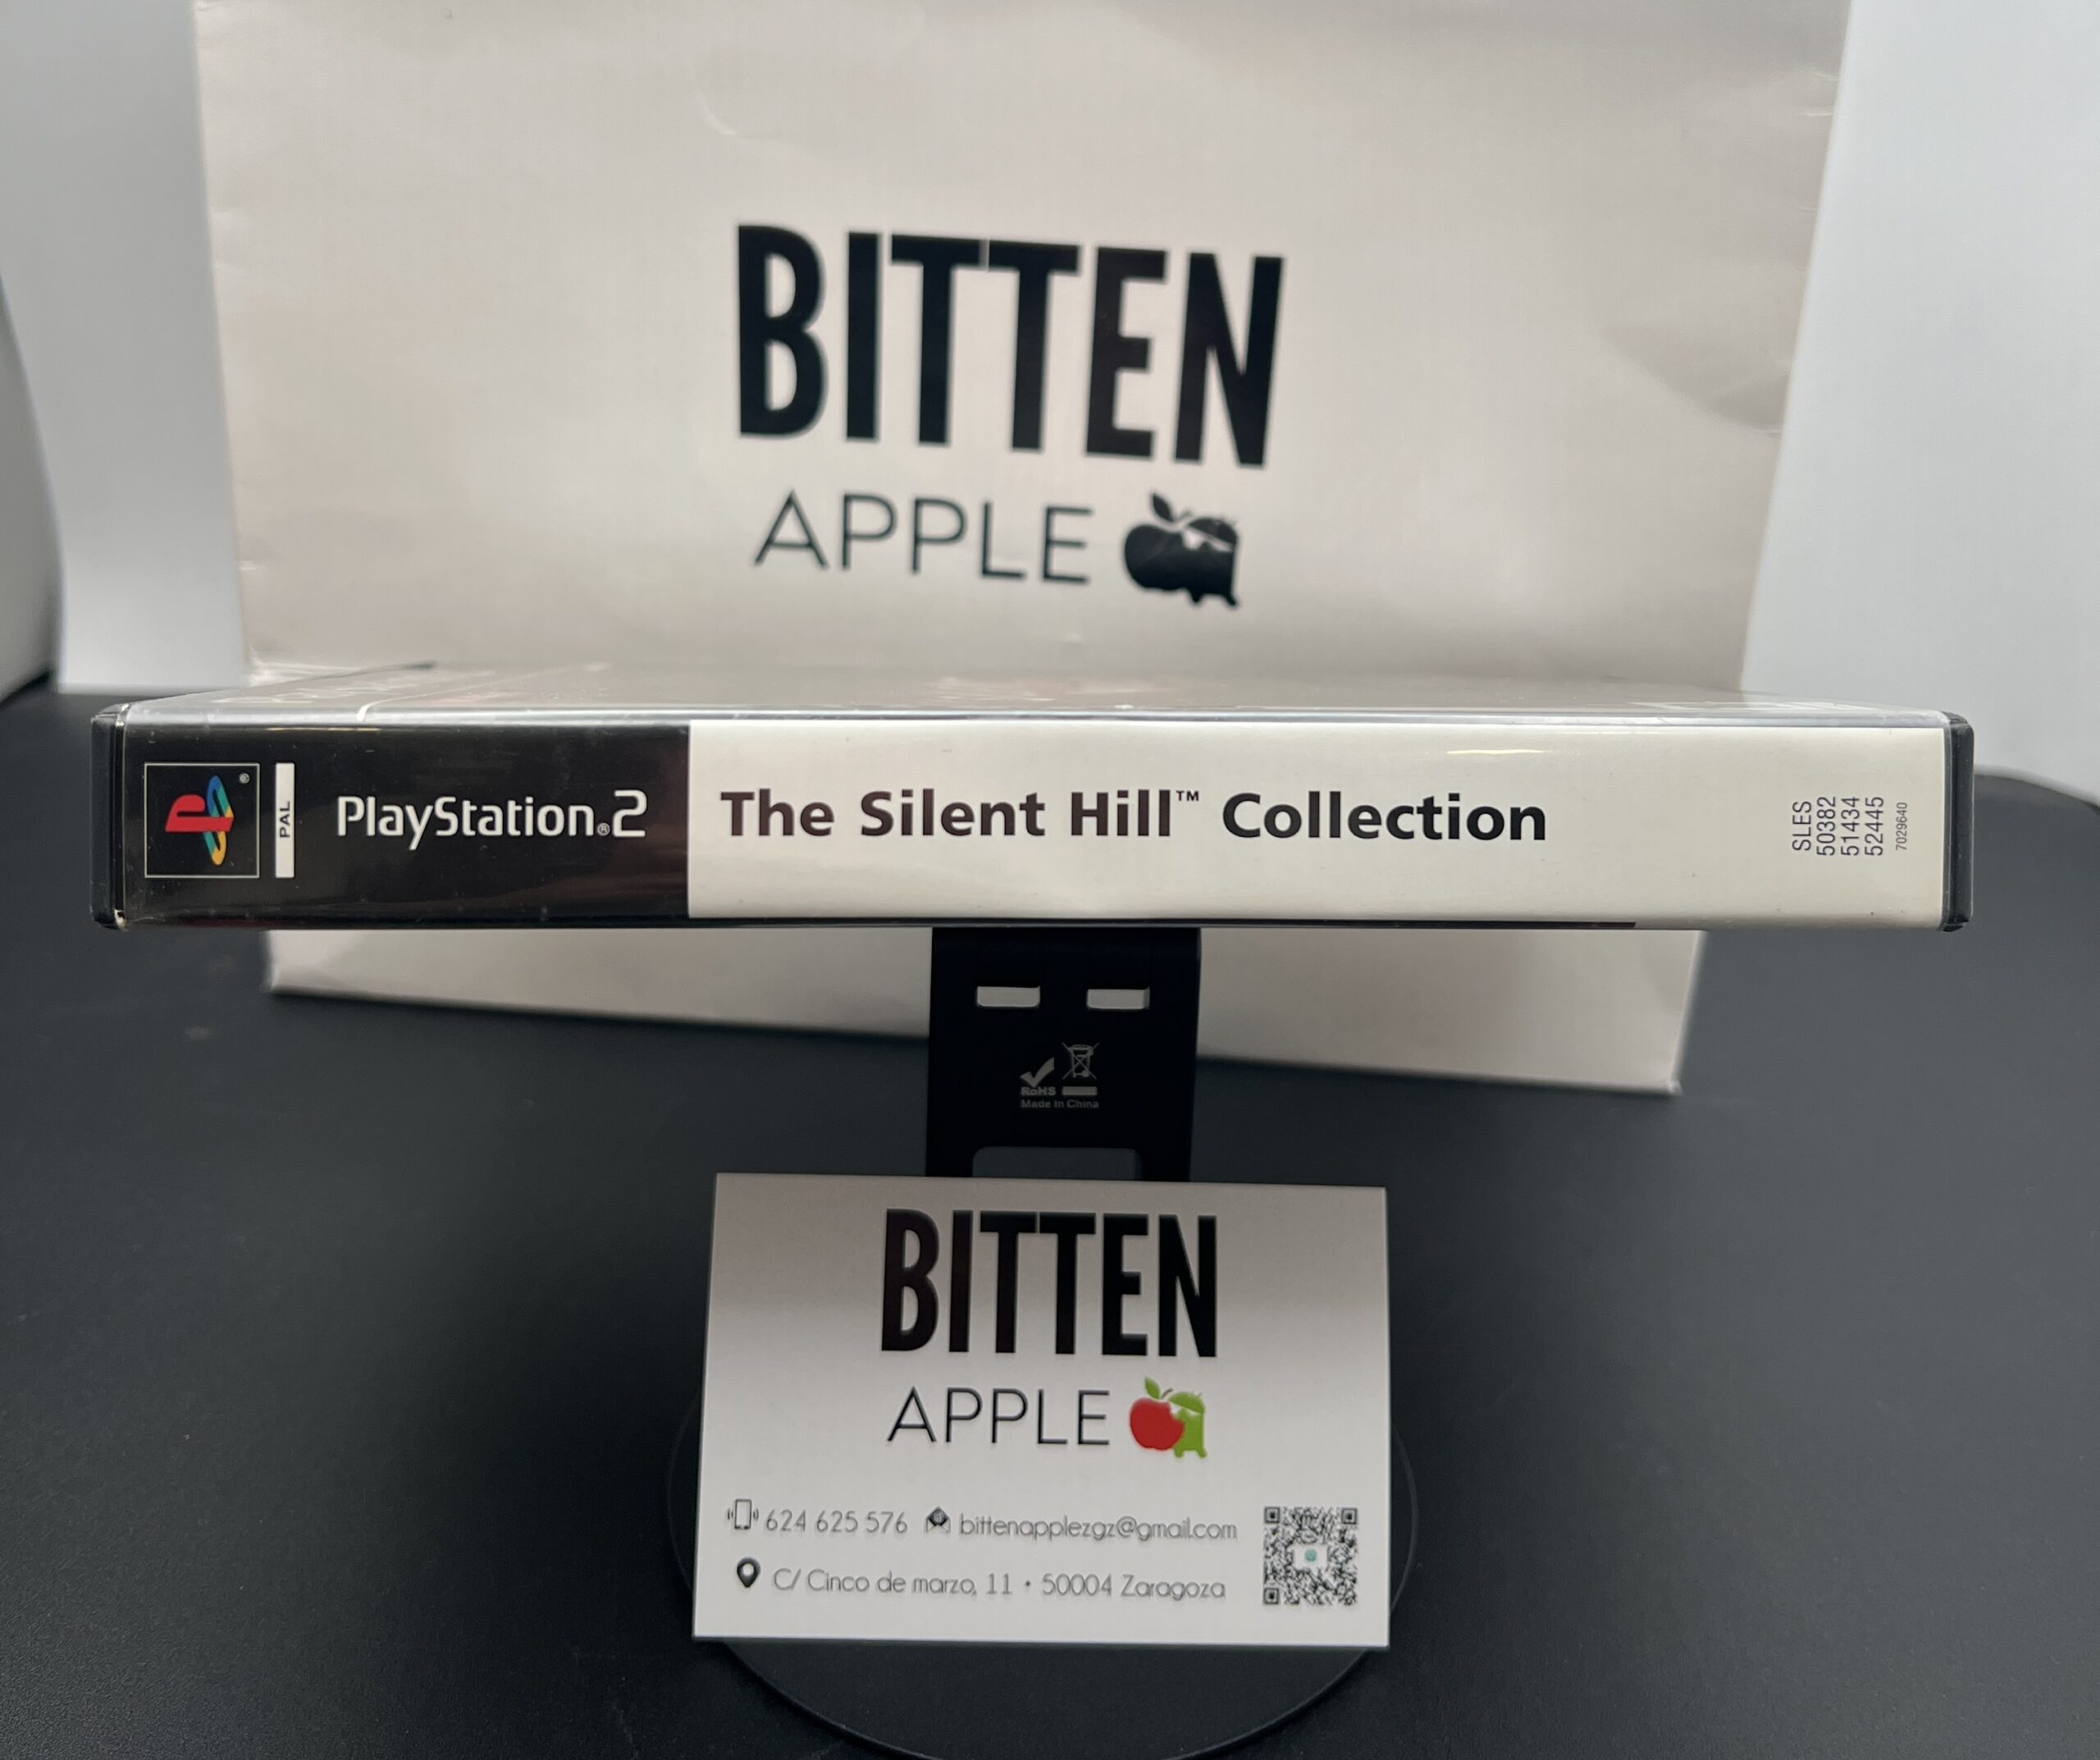 BITTEN
APPLE
PAL
PlayStation®2
The Silent Hill™ Collection
SLES
50382
51434
52445
7029640
RoHS
Made in China
BITTEN
APPLE
624 625 576 bittenapplezgz@gmail.com
C/ Cinco de marzo, 11 • 50004 Zaragoza